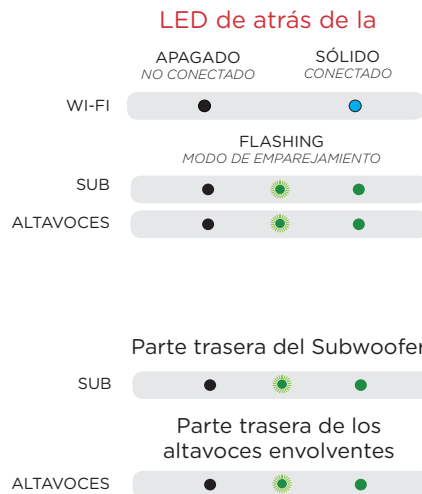 LED de atrás de la
APAGADO SÓLIDO
NO CONECTADO CONECTADO
WI-FI
FLASHING
MODO DE EMPAREJAMIENTO
SUB
ALTAVOCES
Parte trasera del Subwoofer
SUB
Parte trasera de los
altavoces envolventes
ALTAVOCES